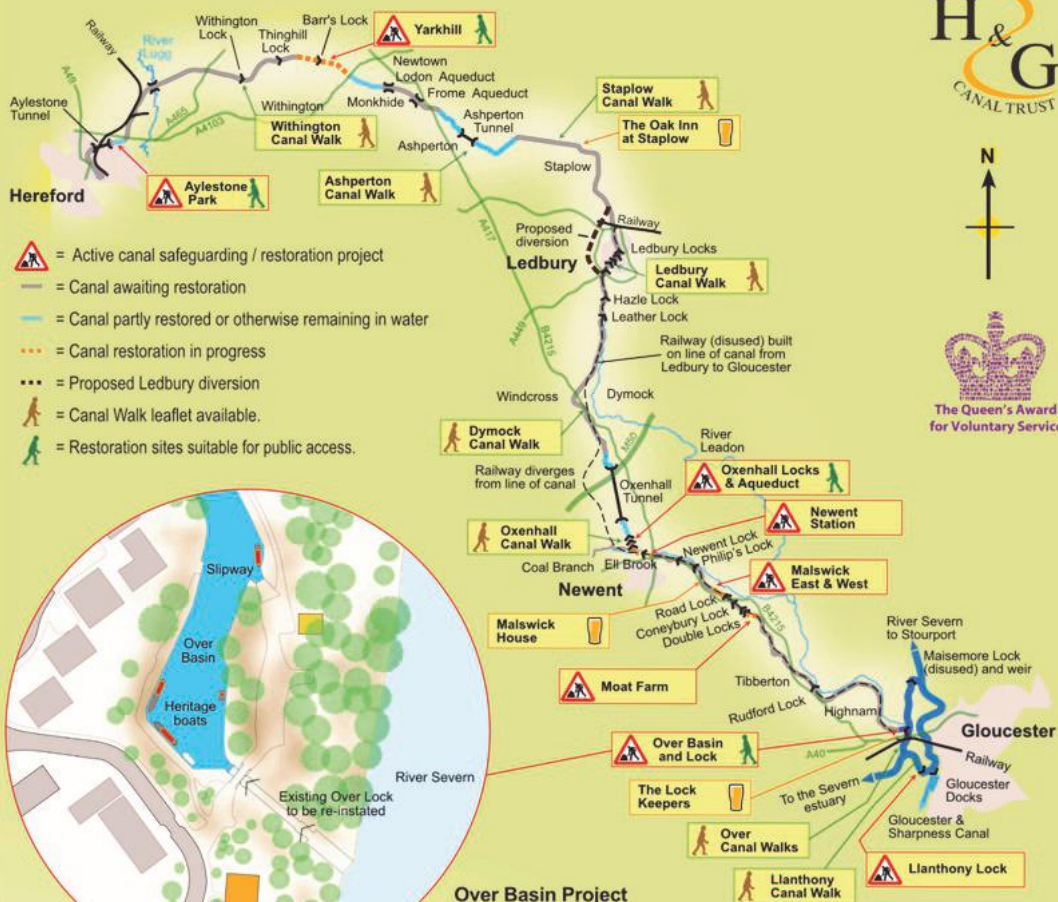 H & G
CANAL TRUST
Railway
River
Lugg
A49
Withington
Lock
Thinghill
Lock
Barr's Lock
Yarkhill
Aylestone
Tunnel
A465
A4103
Withington
Withington
Canal Walk
Monkhide
Newtown
Lodon Aqueduct
Frome Aqueduct
Ashperton
Tunnel
Ashperton
Staplow
Canal Walk
The Oak Inn
at Staplow
Staplow
Hereford
Aylestone
Park
Ashperton
Canal Walk
N
A417
Proposed
diversion
Railway
Ledbury
Ledbury Locks
Ledbury
Canal Walk
Hazle Lock
Leather Lock
A449
B4215
Railway (disused) built
on line of canal from
Ledbury to Gloucester
= Active canal safeguarding / restoration project
= Canal awaiting restoration
= Canal partly restored or otherwise remaining in water
= Canal restoration in progress
= Proposed Ledbury diversion
= Canal Walk leaflet available.
= Restoration sites suitable for public access.
The Queen's Award
for Voluntary Service
Windcross
Dymock
Dymock
Canal Walk
M50
River
Leadon
Railway diverges
from line of canal
Oxenhall
Tunnel
Oxenhall Locks
& Aqueduct
Newent
Station
Oxenhall
Canal Walk
Coal Branch
Ell Brook
Newent Lock
Philip's Lock
Newent
Malswick
East & West
Malswick
House
Road Lock
Coneybury Lock
Double Locks
B4215
Moat Farm
River Severn
to Stourport
Maisemore Lock
(disused) and weir
Tibberton
Rudford Lock
Highnam
Gloucester
Over Basin
and Lock
A40
Railway
The Lock
Keepers
To the Severn
estuary
Gloucester
Docks
Gloucester &
Sharpness Canal
Over
Canal Walks
Llanthony Lock
Llanthony
Canal Walk
Slipway
Over
Basin
Heritage
boats
River Severn
Existing Over Lock
to be re-instated
Over Basin Project